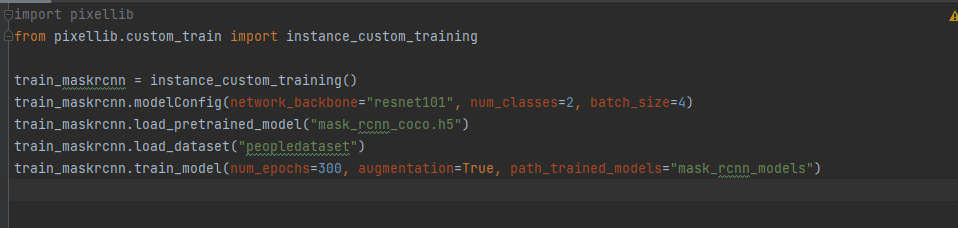 import pixellib
from pixellib.custom_train import instance_custom_training
train_maskrcnn = instance_custom_training()
train_maskrcnn.modelConfig(network_backbone="resnet101", num_classes=2, batch_size=4)
train_maskrcnn.load_pretrained_model("mask_rcnn_coco.h5")
train_maskrcnn.load_dataset("peopledataset")
train_maskrcnn.train_model(num_epochs=300, augmentation=True, path_trained_models="mask_rcnn_models")